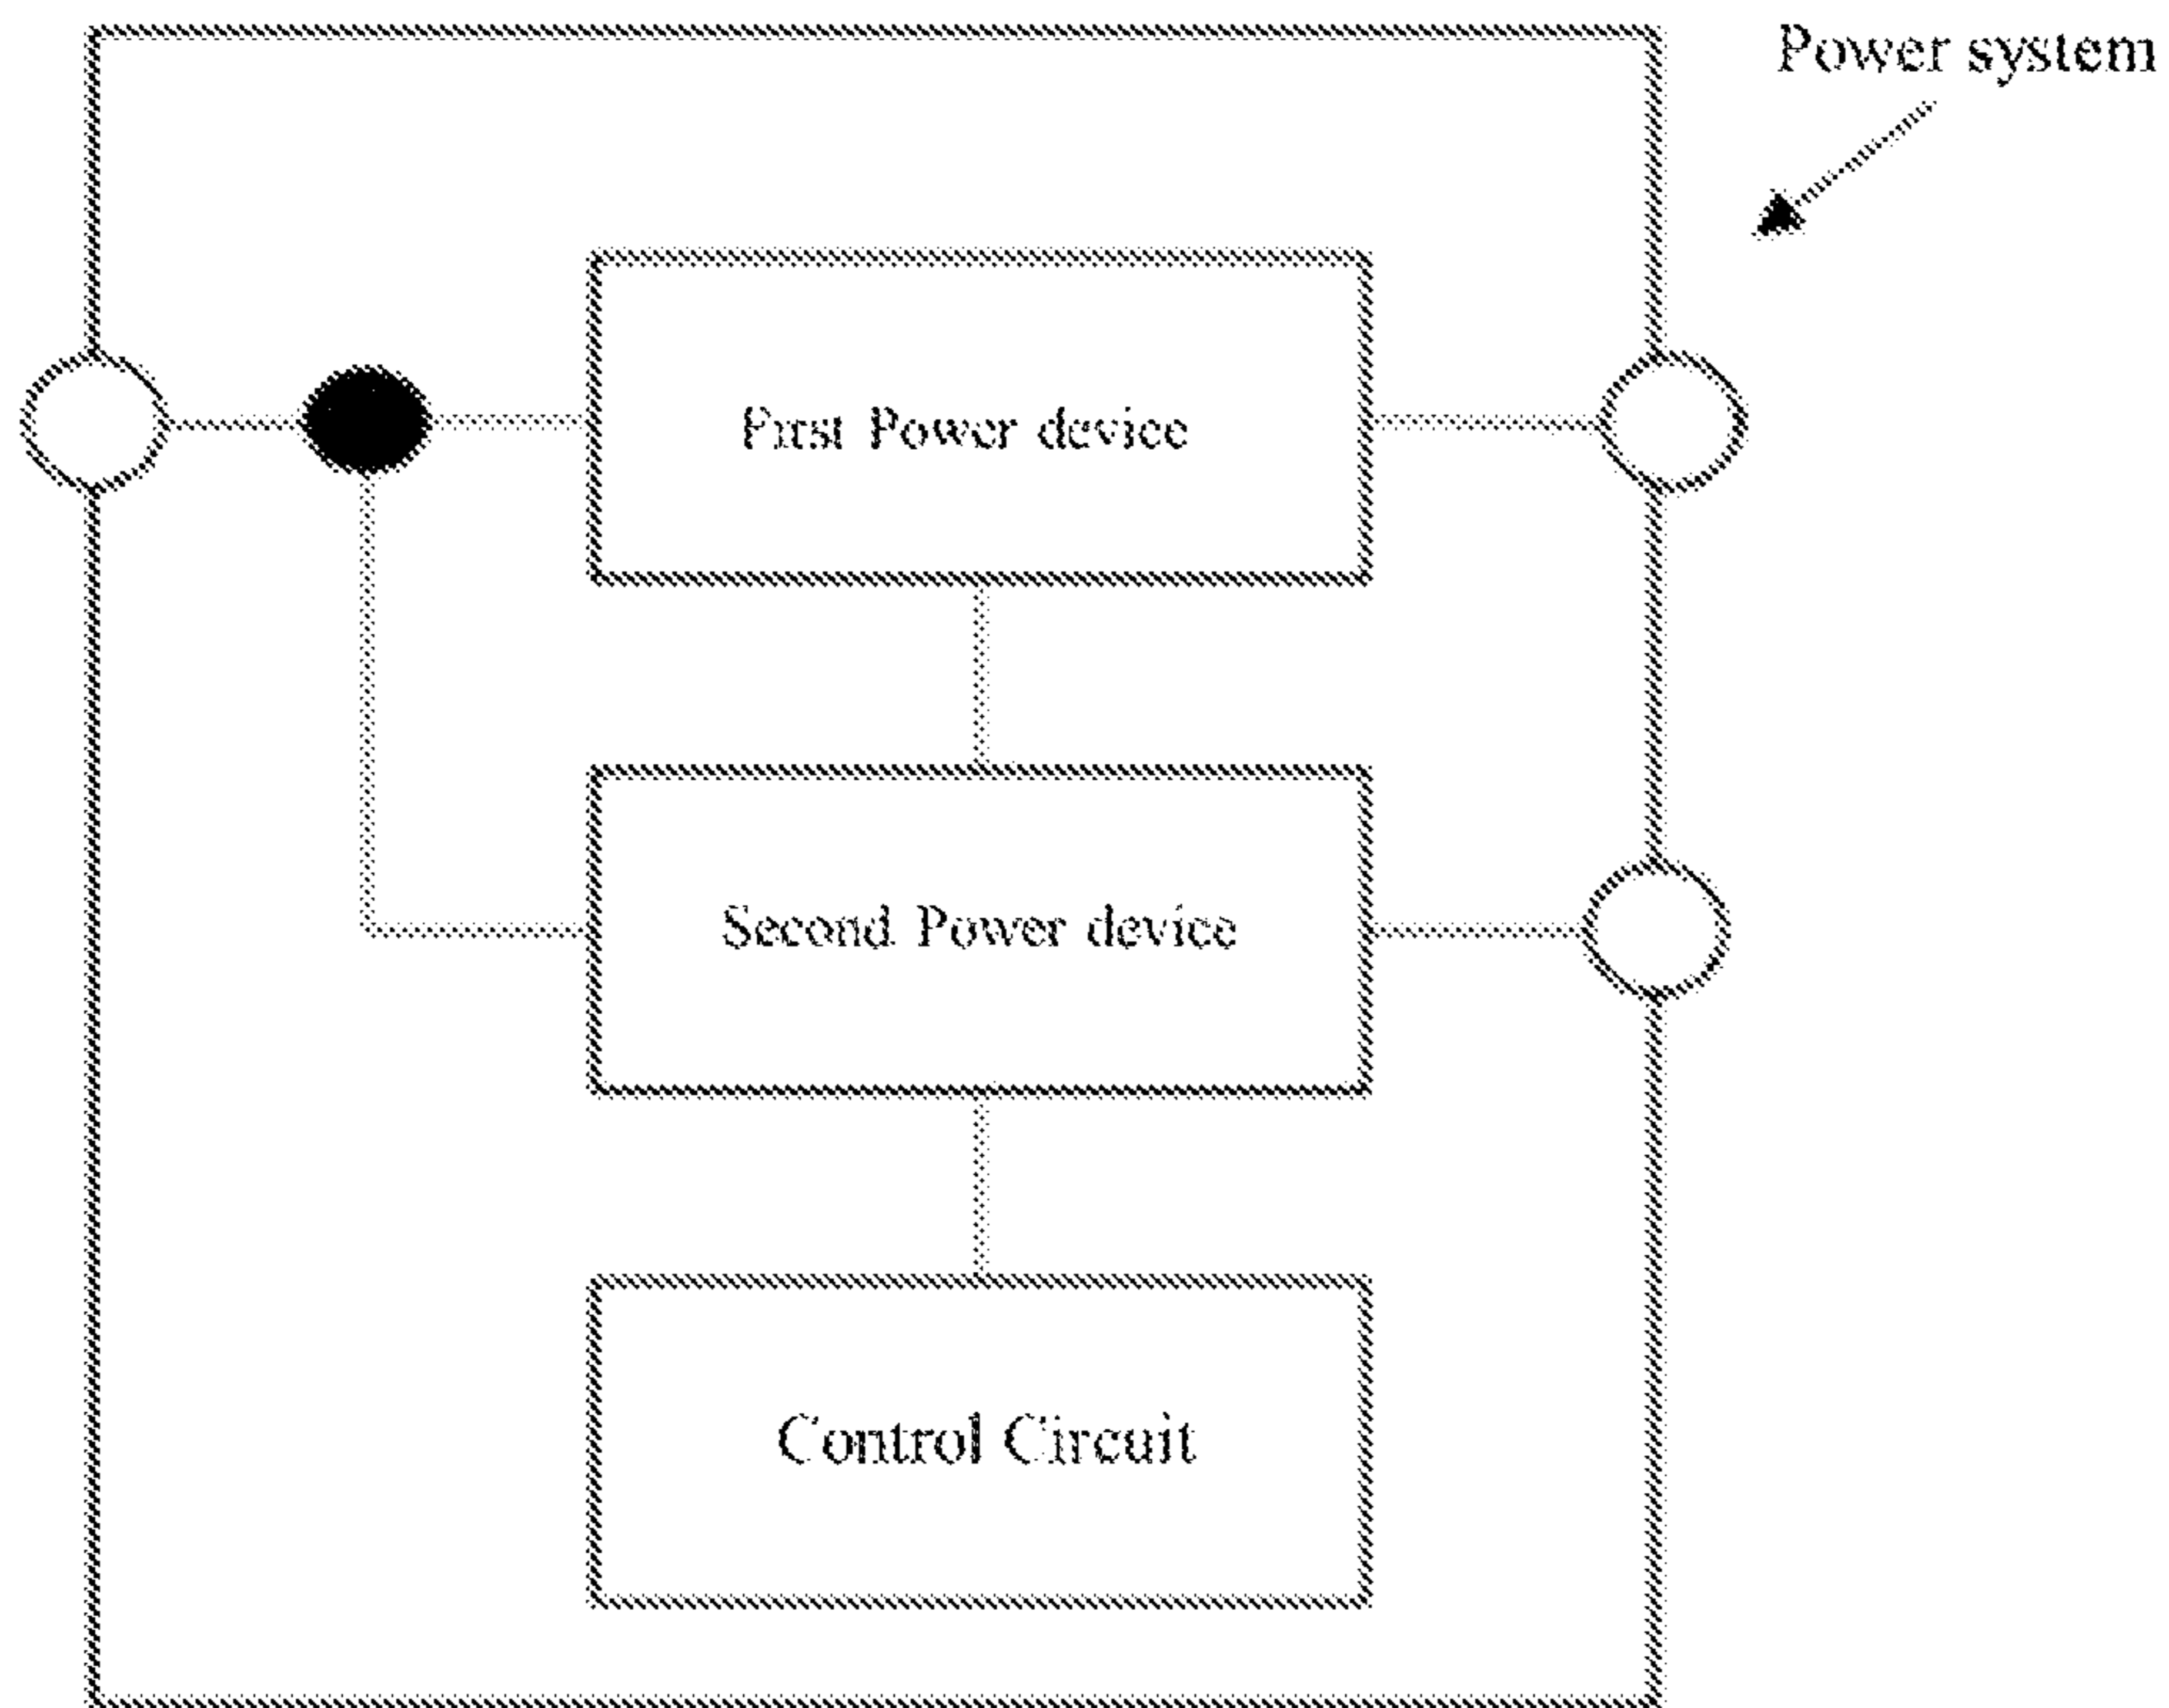 Power system
First Power device
Second Power device
Control Circuit